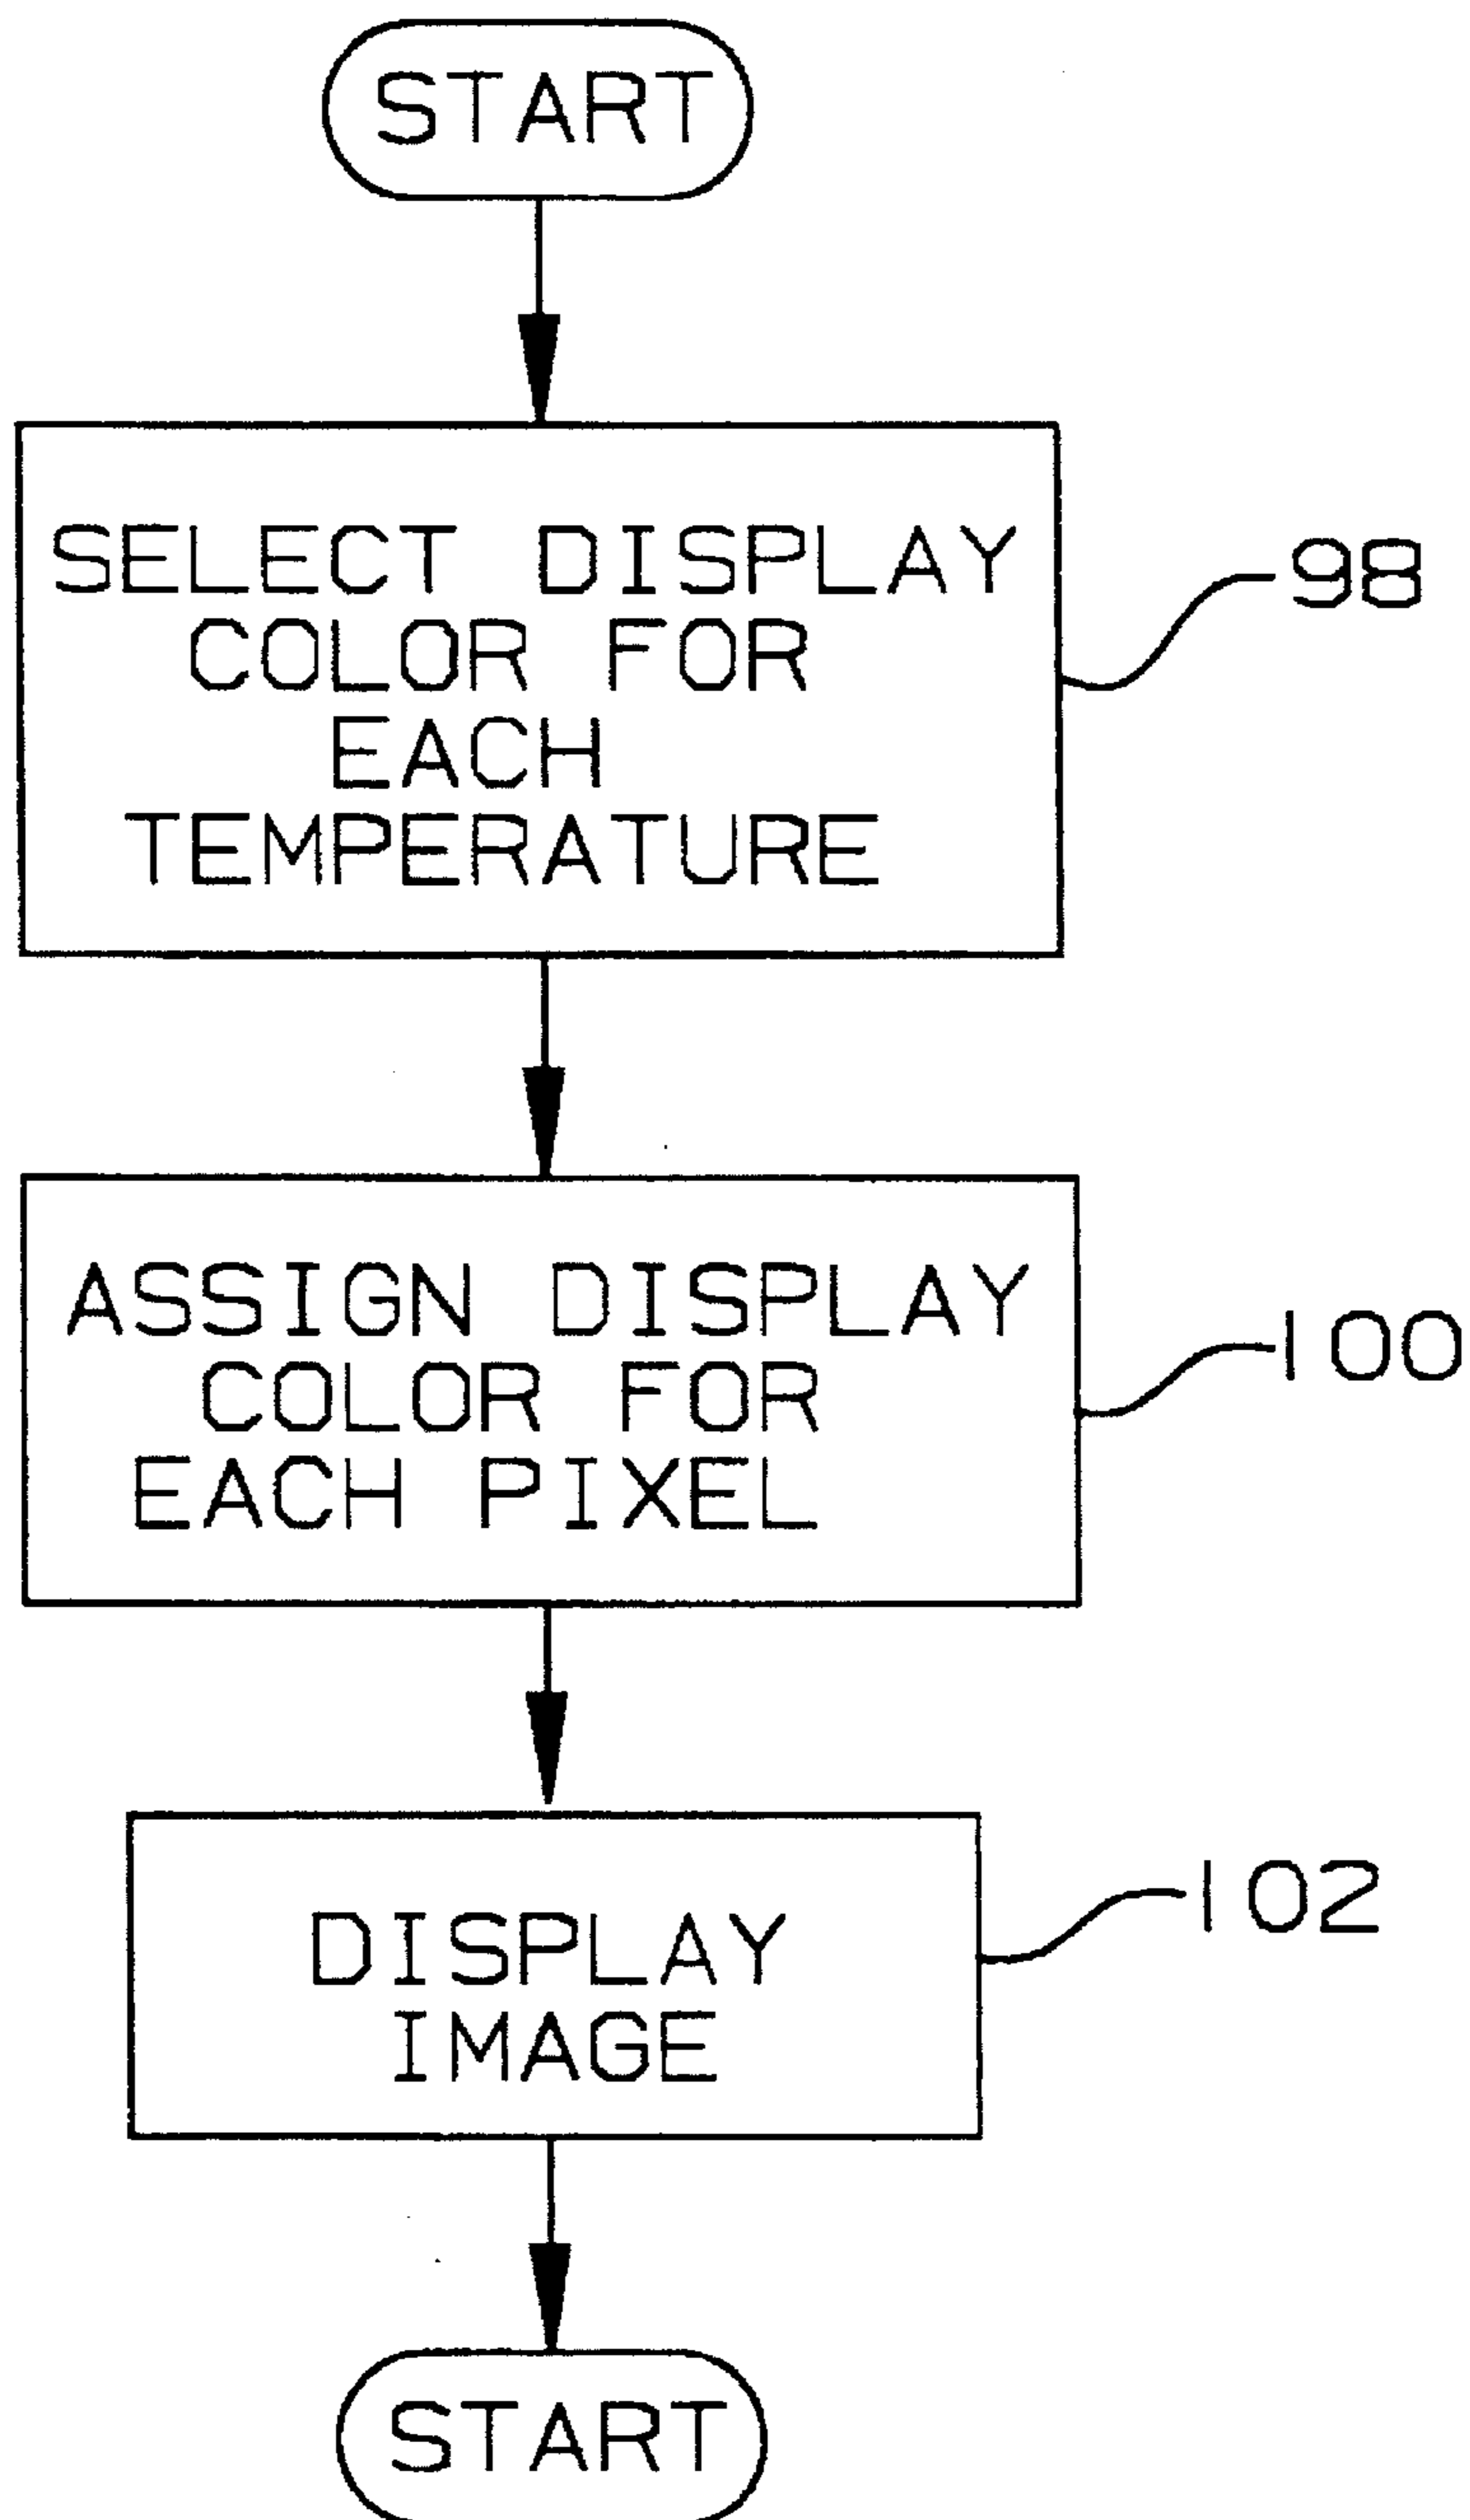 START
SELECT DISPLAY
COLOR FOR
EACH
TEMPERATURE
98
ASSIGN DISPLAY
COLOR FOR
EACH PIXEL
100
DISPLAY
IMAGE
102
START